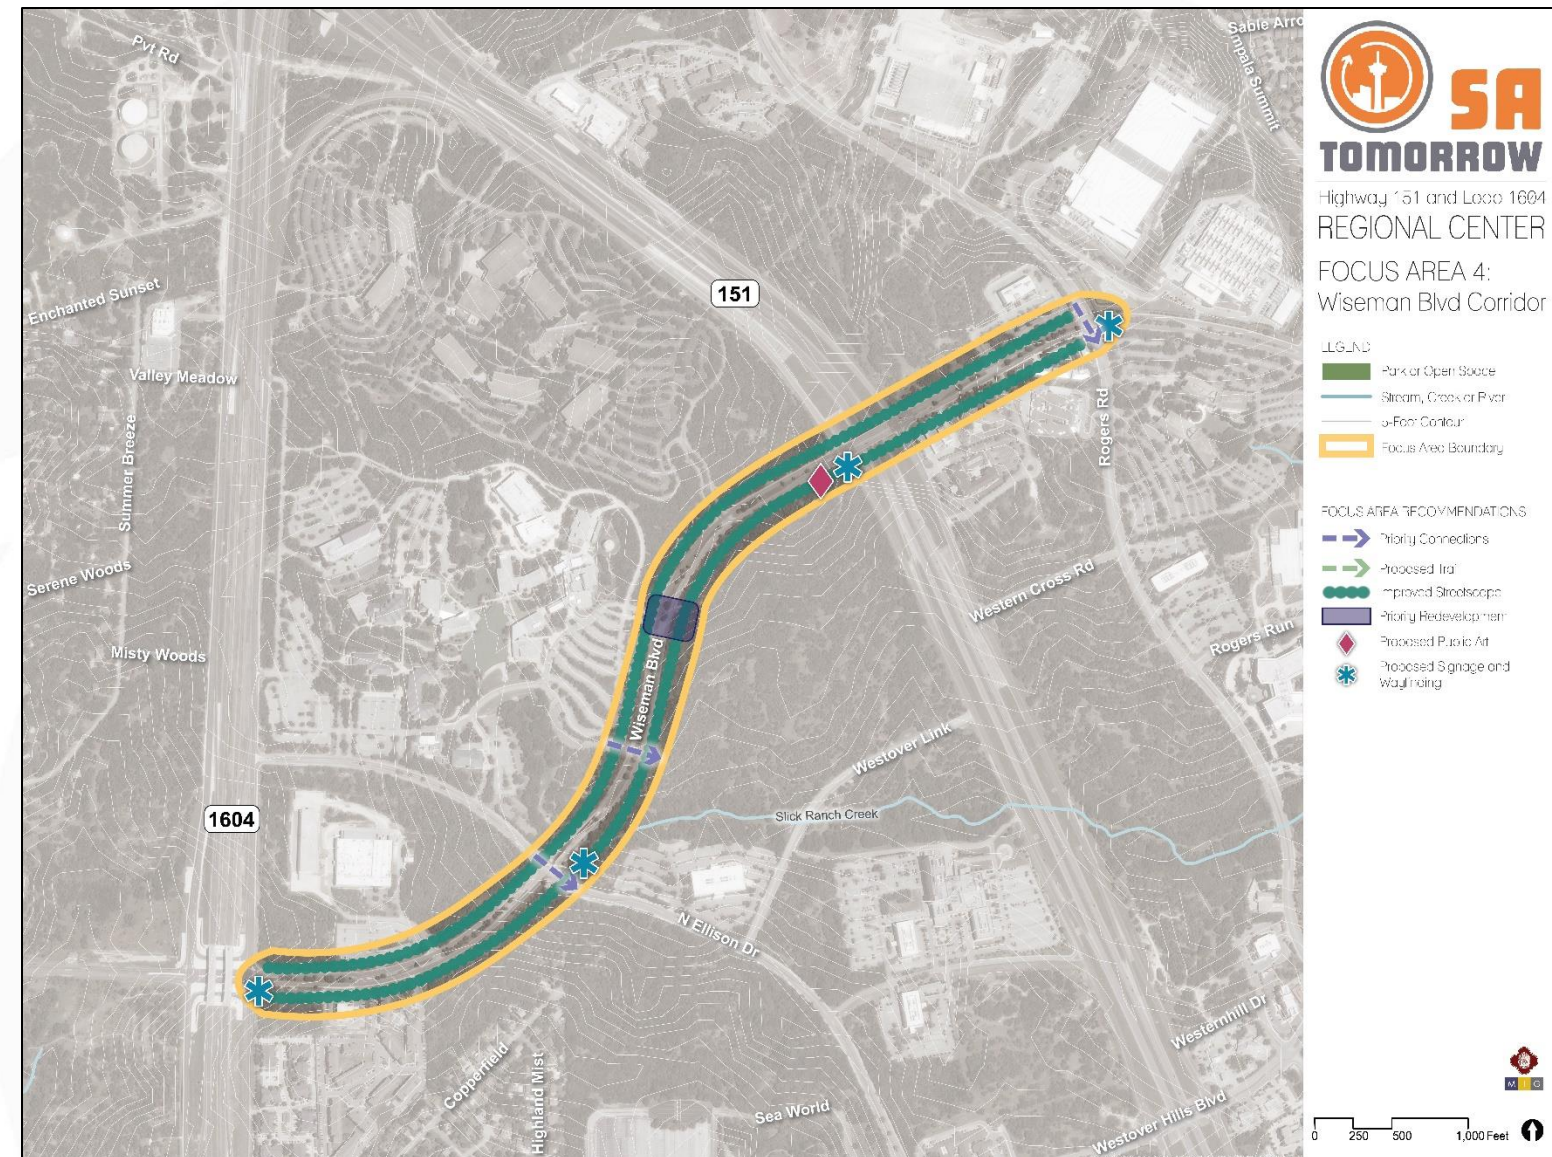 Pvt Rd
Sable Arro
Impala Summit
Enchanted Sunset
151
Valley Meadow
Summer Breeze
Rogers Rd
Serene Woods
Western Cross Rd
Misty Woods
Rogers Run
Wiseman Blvd
Westover Link
1604
Slick Ranch Creek
N Ellison Dr
Westernhill Dr
Copperfield
Highland Mist
Sea World
Westover Hills Blvd
SA
TOMORROW
Highway 151 and Loop 1604
REGIONAL CENTER
FOCUS AREA 4:
Wiseman Blvd Corridor
LEGEND
Park or Open Space
Stream, Creek or River
5-Foot Contour
Focus Area Boundary
FOCUS AREA RECOMMENDATIONS
Priority Connections
Proposed Trail
Improved Streetscape
Priority Redevelopment
Proposed Public Art
Proposed Signage and
Wayfinding
M I G
0 250 500 1,000 Feet